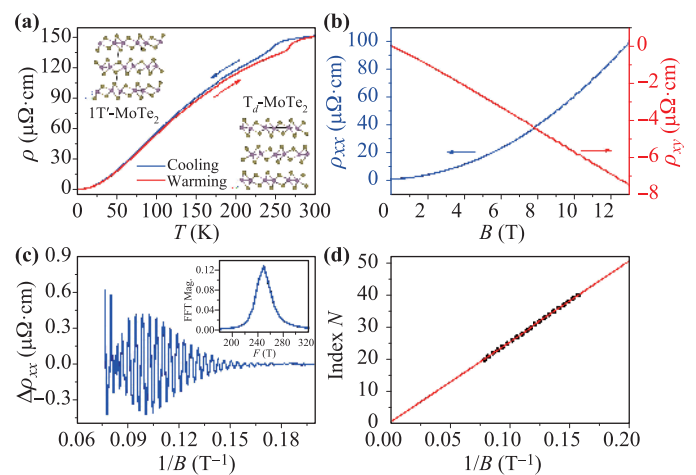 (a)
150
120
90
60
30
0
ρ (μΩ·cm)
1T′-MoTe2
Td-MoTe2
Cooling
Warming
0 50 100 150 200 250 300
T (K)
(b)
100
80
60
40
20
0
ρxx (μΩ·cm)
0
−2
−4
−6
−8
ρxy (μΩ·cm)
0 4 8 12
B (T)
(c)
0.9
0.6
0.3
0.0
−0.3
Δρxx (μΩ·cm)
0.12
0.08
0.04
0.00
FFT Mag.
200 240 280 320
F (T)
0.06 0.09 0.12 0.15 0.18
1/B (T−1)
(d)
50
40
30
20
10
0
Index N
0.00 0.05 0.10 0.15 0.20
1/B (T−1)